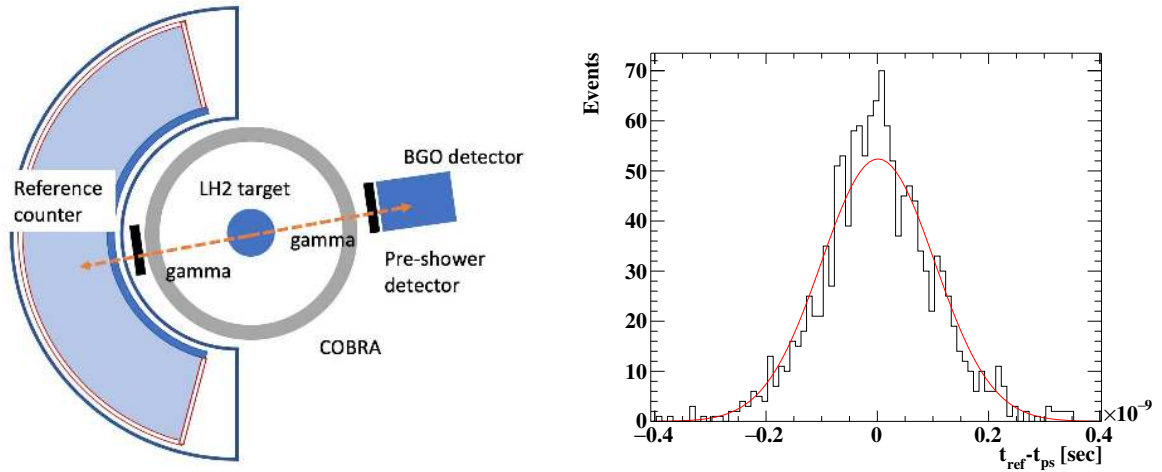 Reference
counter
LH2 target
BGO detector
gamma
gamma
Pre-shower
detector
COBRA
Events
70
60
50
40
30
20
10
0
−0.4
−0.2
0
0.2
0.4
×10⁻⁹
t_ref-t_ps [sec]